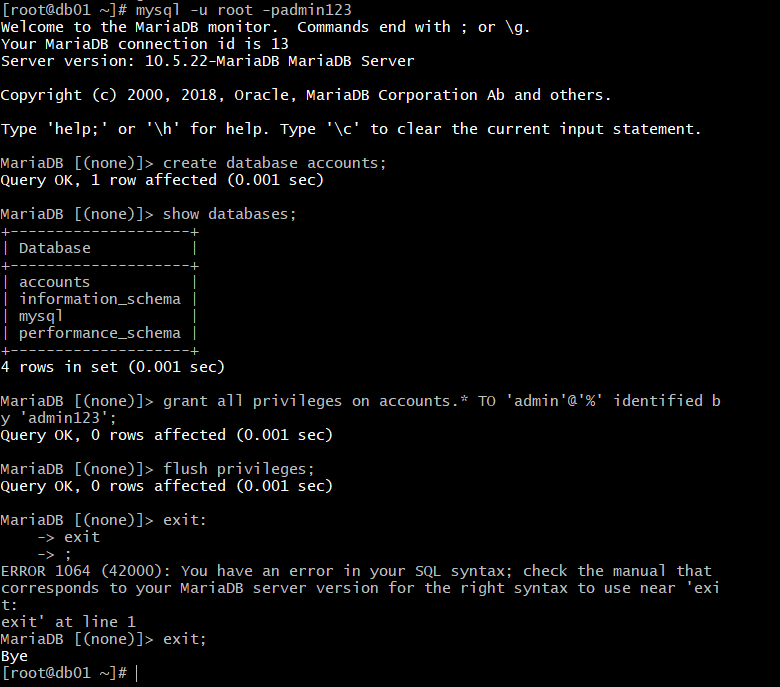 [root@db01 ~]# mysql -u root -padmin123
Welcome to the MariaDB monitor.  Commands end with ; or \g.
Your MariaDB connection id is 13
Server version: 10.5.22-MariaDB MariaDB Server

Copyright (c) 2000, 2018, Oracle, MariaDB Corporation Ab and others.

Type 'help;' or '\h' for help. Type '\c' to clear the current input statement.

MariaDB [(none)]> create database accounts;
Query OK, 1 row affected (0.001 sec)

MariaDB [(none)]> show databases;
+--------------------+
| Database           |
+--------------------+
| accounts           |
| information_schema |
| mysql              |
| performance_schema |
+--------------------+
4 rows in set (0.001 sec)

MariaDB [(none)]> grant all privileges on accounts.* TO 'admin'@'%' identified b
y 'admin123';
Query OK, 0 rows affected (0.001 sec)

MariaDB [(none)]> flush privileges;
Query OK, 0 rows affected (0.001 sec)

MariaDB [(none)]> exit:
    -> exit
    -> ;
ERROR 1064 (42000): You have an error in your SQL syntax; check the manual that
corresponds to your MariaDB server version for the right syntax to use near 'exi
t:
exit' at line 1
MariaDB [(none)]> exit;
Bye
[root@db01 ~]#